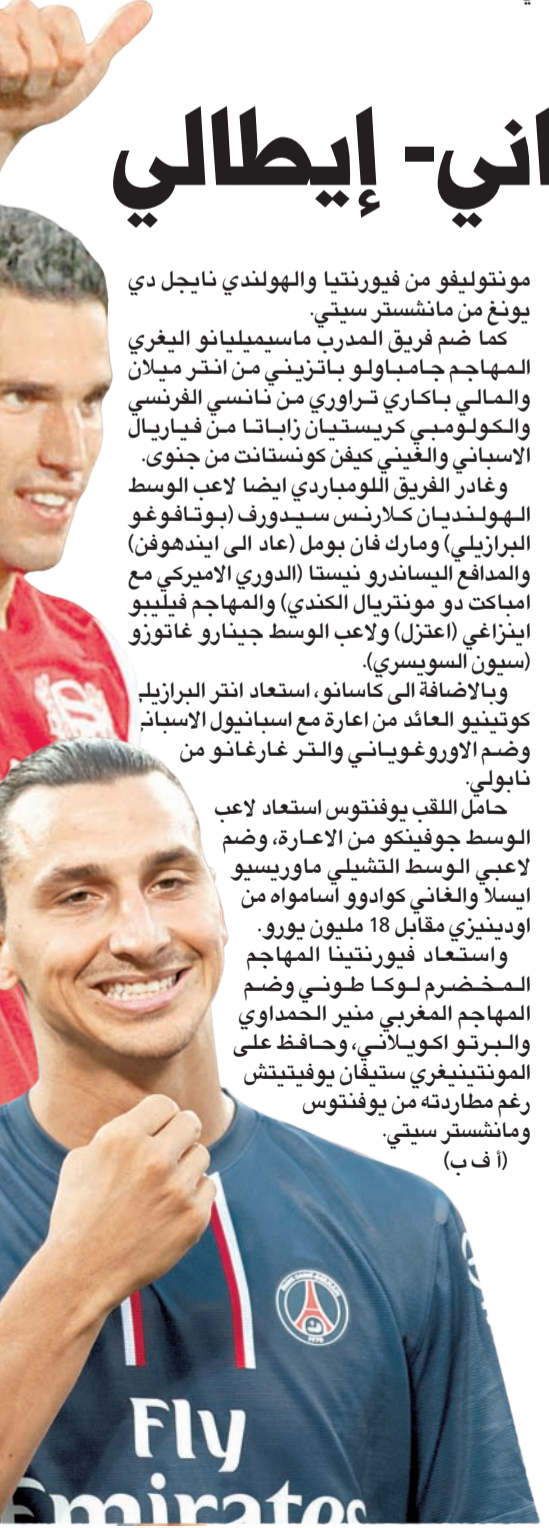 اني- إيطالي
مونتوليفو من فيورنتيا والهولندي نايجل دي
يونغ من مانشستر سيتي.
كما ضم فريق المدرب ماسيميليانو اليغري
المهاجم جامباولو باتزيني من انتر ميلان
والمالي باكاري تراوري من نانسي الفرنسي
والكولومبي كريستيان زاباتا من فياريال
الاسباني والغيني كيفن كونستانت من جنوى.
وغادر الفريق اللومباردي ايضا لاعب الوسط
الهولنديان كلارنس سيدورف (بوتافوغو
البرازيلي) ومارك فان بومل (عاد الى ايندهوفن)
والمدافع اليساندرو نيستا (الدوري الاميركي مع
امباكت دو مونتريال الكندي) والمهاجم فيليبو
اينزاغي (اعتزل) ولاعب الوسط جينارو غاتوزو
(سيون السويسري).
وبالاضافة الى كاسانو، استعاد انتر البرازيلي
كوتينيو العائد من اعارة مع اسبانيول الاسباني
وضم الاوروغوياني والتر غارغانو من
نابولي.
حامل اللقب يوفنتوس استعاد لاعب
الوسط جوفينكو من الاعارة، وضم
لاعبي الوسط التشيلي ماوريسيو
ايسلا والغاني كوادوو اسامواه من
اودينيزي مقابل 18 مليون يورو.
واستعاد فيورنتينا المهاجم
المخضرم لوكا طوني وضم
المهاجم المغربي منير الحمداوي
والبرتو اكويلاني، وحافظ على
المونتينيغري ستيفان يوفيتيتش
رغم مطاردته من يوفنتوس
ومانشستر سيتي.
(أ ف ب)
Fly
Emirates